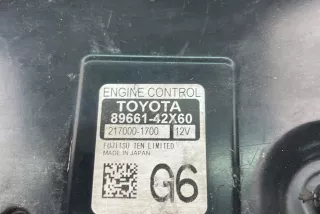 ENGINE CONTROL
TOYOTA
89661-42X60
217000-1700 12V
FUJITSU TEN LIMITED
MADE IN JAPAN
G6